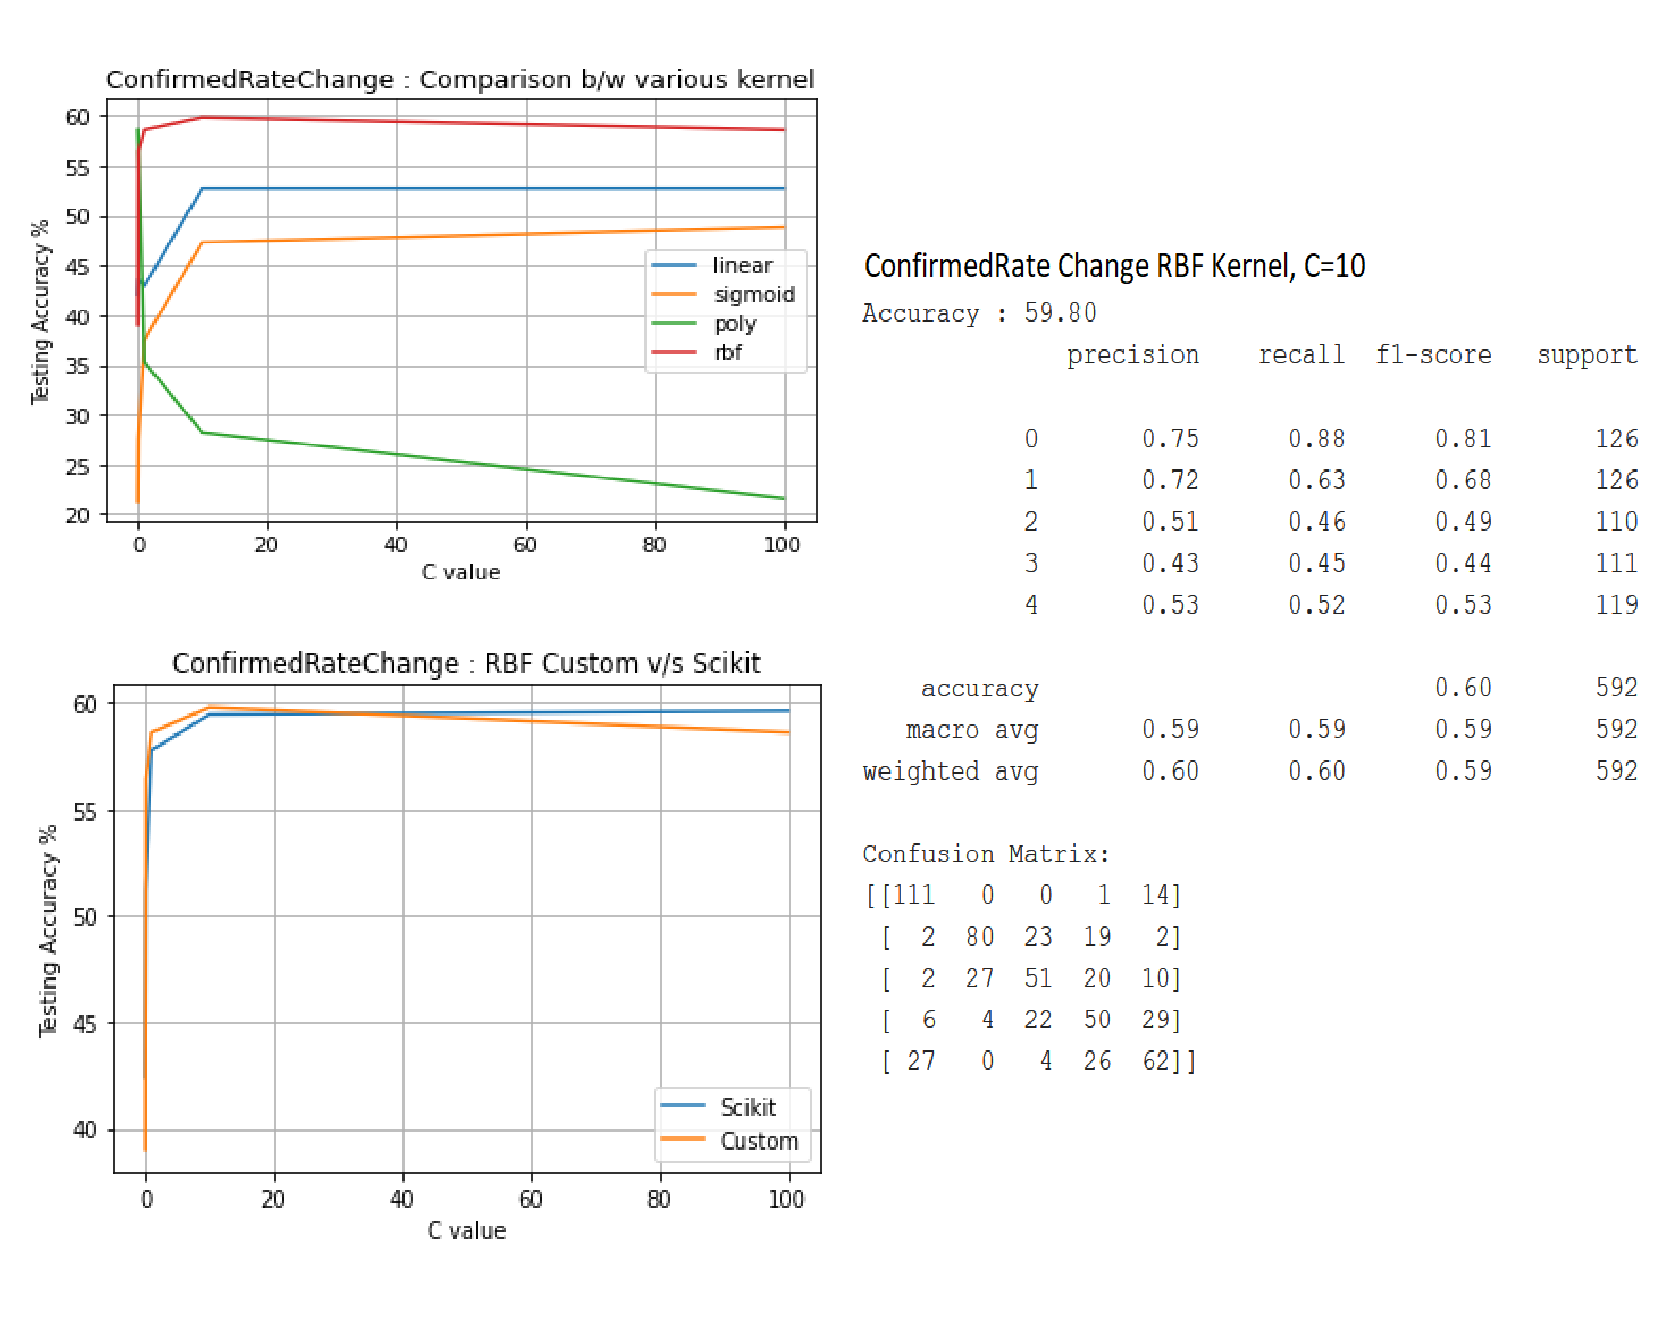 ConfirmedRateChange : Comparison b/w various kernel
60
55
50
45
40
35
30
25
20
Testing Accuracy %
linear
sigmoid
poly
rbf
0 20 40 60 80 100
C value
ConfirmedRateChange : RBF Custom v/s Scikit
60
55
50
45
40
Testing Accuracy %
Scikit
Custom
0 20 40 60 80 100
C value
ConfirmedRate Change RBF Kernel, C=10
Accuracy : 59.80
precision recall f1-score support
0 0.75 0.88 0.81 126
1 0.72 0.63 0.68 126
2 0.51 0.46 0.49 110
3 0.43 0.45 0.44 111
4 0.53 0.52 0.53 119
accuracy 0.60 592
macro avg 0.59 0.59 0.59 592
weighted avg 0.60 0.60 0.59 592
Confusion Matrix:
[[111 0 0 1 14]
[ 2 80 23 19 2]
[ 2 27 51 20 10]
[ 6 4 22 50 29]
[ 27 0 4 26 62]]